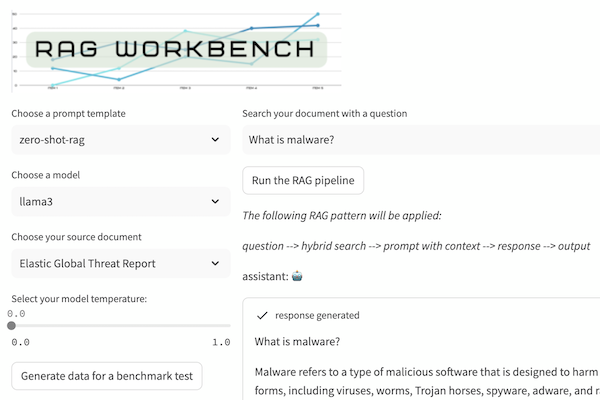 RAG WORKBENCH
Choose a prompt template
zero-shot-rag
Choose a model
llama3
Choose your source document
Elastic Global Threat Report
Select your model temperature:
0.0
0.0 1.0
Generate data for a benchmark test
Search your document with a question
What is malware?
Run the RAG pipeline
The following RAG pattern will be applied:
question --> hybrid search --> prompt with context --> response --> output
assistant: 🤖
response generated
What is malware?
Malware refers to a type of malicious software that is designed to harm
forms, including viruses, worms, Trojan horses, spyware, adware, and